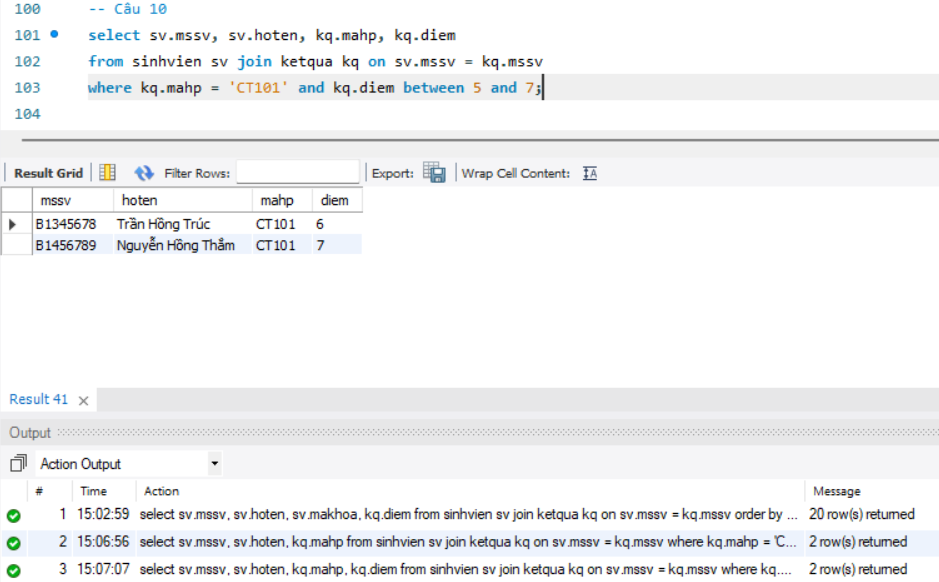 100 -- Câu 10
101 select sv.mssv, sv.hoten, kq.mahp, kq.diem
102 from sinhvien sv join ketqua kq on sv.mssv = kq.mssv
103 where kq.mahp = 'CT101' and kq.diem between 5 and 7;
104
Result Grid Filter Rows: Export: Wrap Cell Content: IA
mssv hoten mahp diem
B1345678 Trần Hồng Trúc CT101 6
B1456789 Nguyễn Hồng Thắm CT101 7
Result 41 ×
Output
Action Output
# Time Action Message
1 15:02:59 select sv.mssv, sv.hoten, sv.makhoa, kq.diem from sinhvien sv join ketqua kq on sv.mssv = kq.mssv order by ... 20 row(s) returned
2 15:06:56 select sv.mssv, sv.hoten, kq.mahp from sinhvien sv join ketqua kq on sv.mssv = kq.mssv where kq.mahp = 'C... 2 row(s) returned
3 15:07:07 select sv.mssv, sv.hoten, kq.mahp, kq.diem from sinhvien sv join ketqua kq on sv.mssv = kq.mssv where kq.... 2 row(s) returned